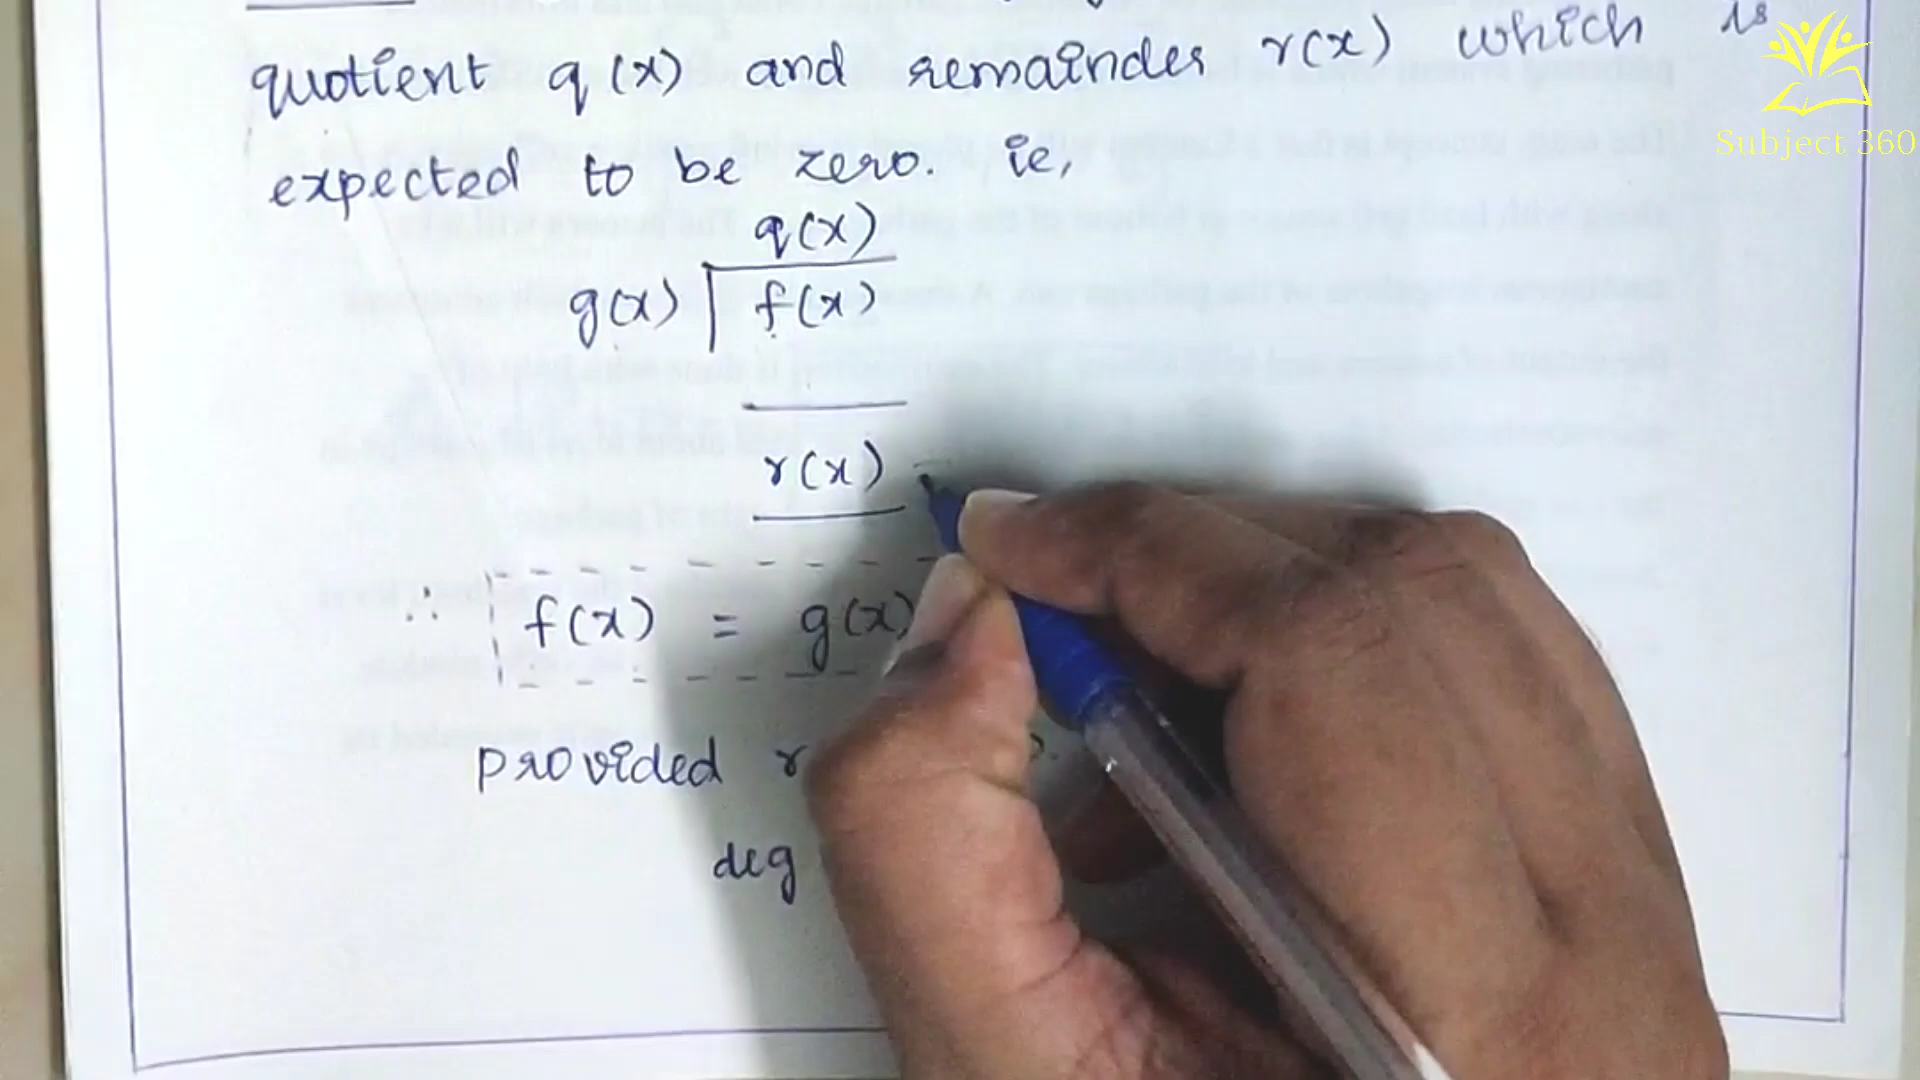 quotient q(x) and remainder r(x) which is
Subject 360
expected to be zero. ie,
q(x)
g(x) f(x)
r(x) =
∴ f(x) = g(x)
provided r
deg